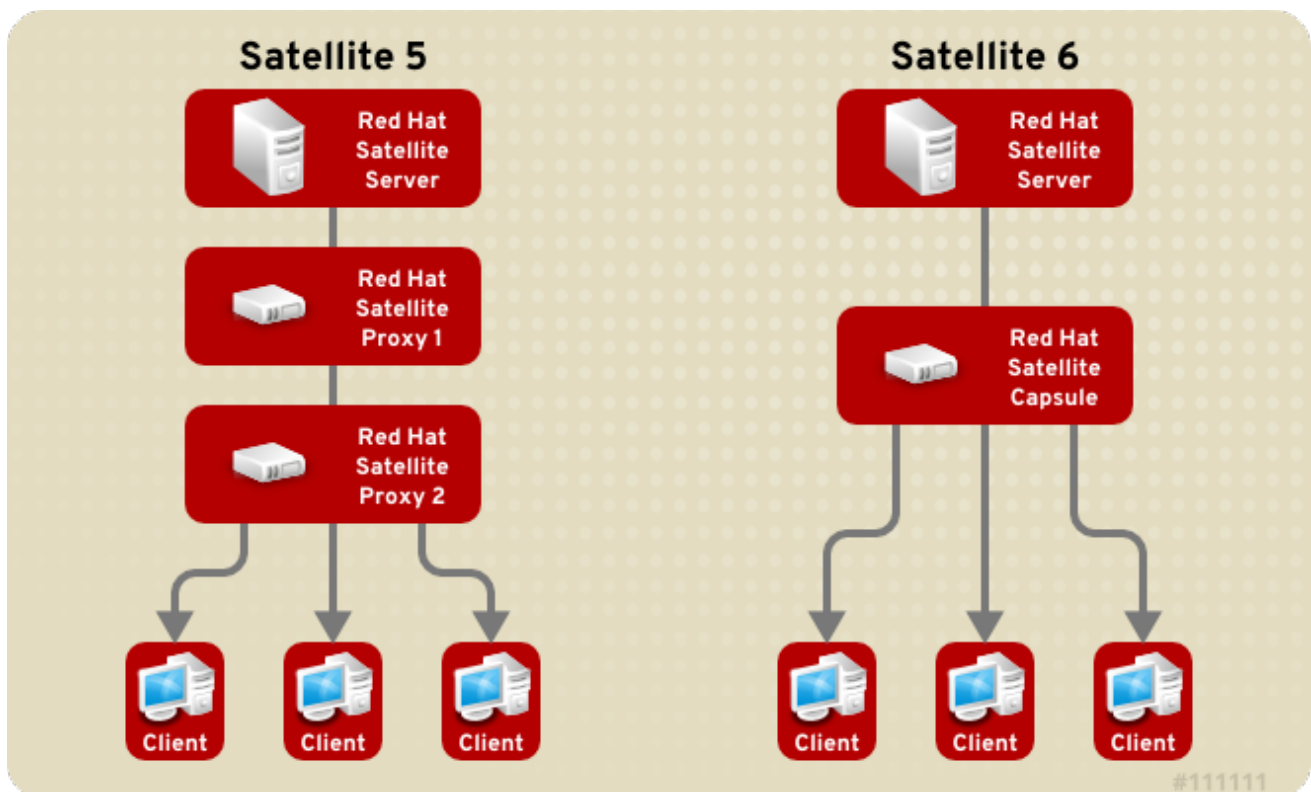 Satellite 5
Red Hat
Satellite
Server
Red Hat
Satellite
Proxy 1
Red Hat
Satellite
Proxy 2
Client
Client
Client
Satellite 6
Red Hat
Satellite
Server
Red Hat
Satellite
Capsule
Client
Client
Client
#111111